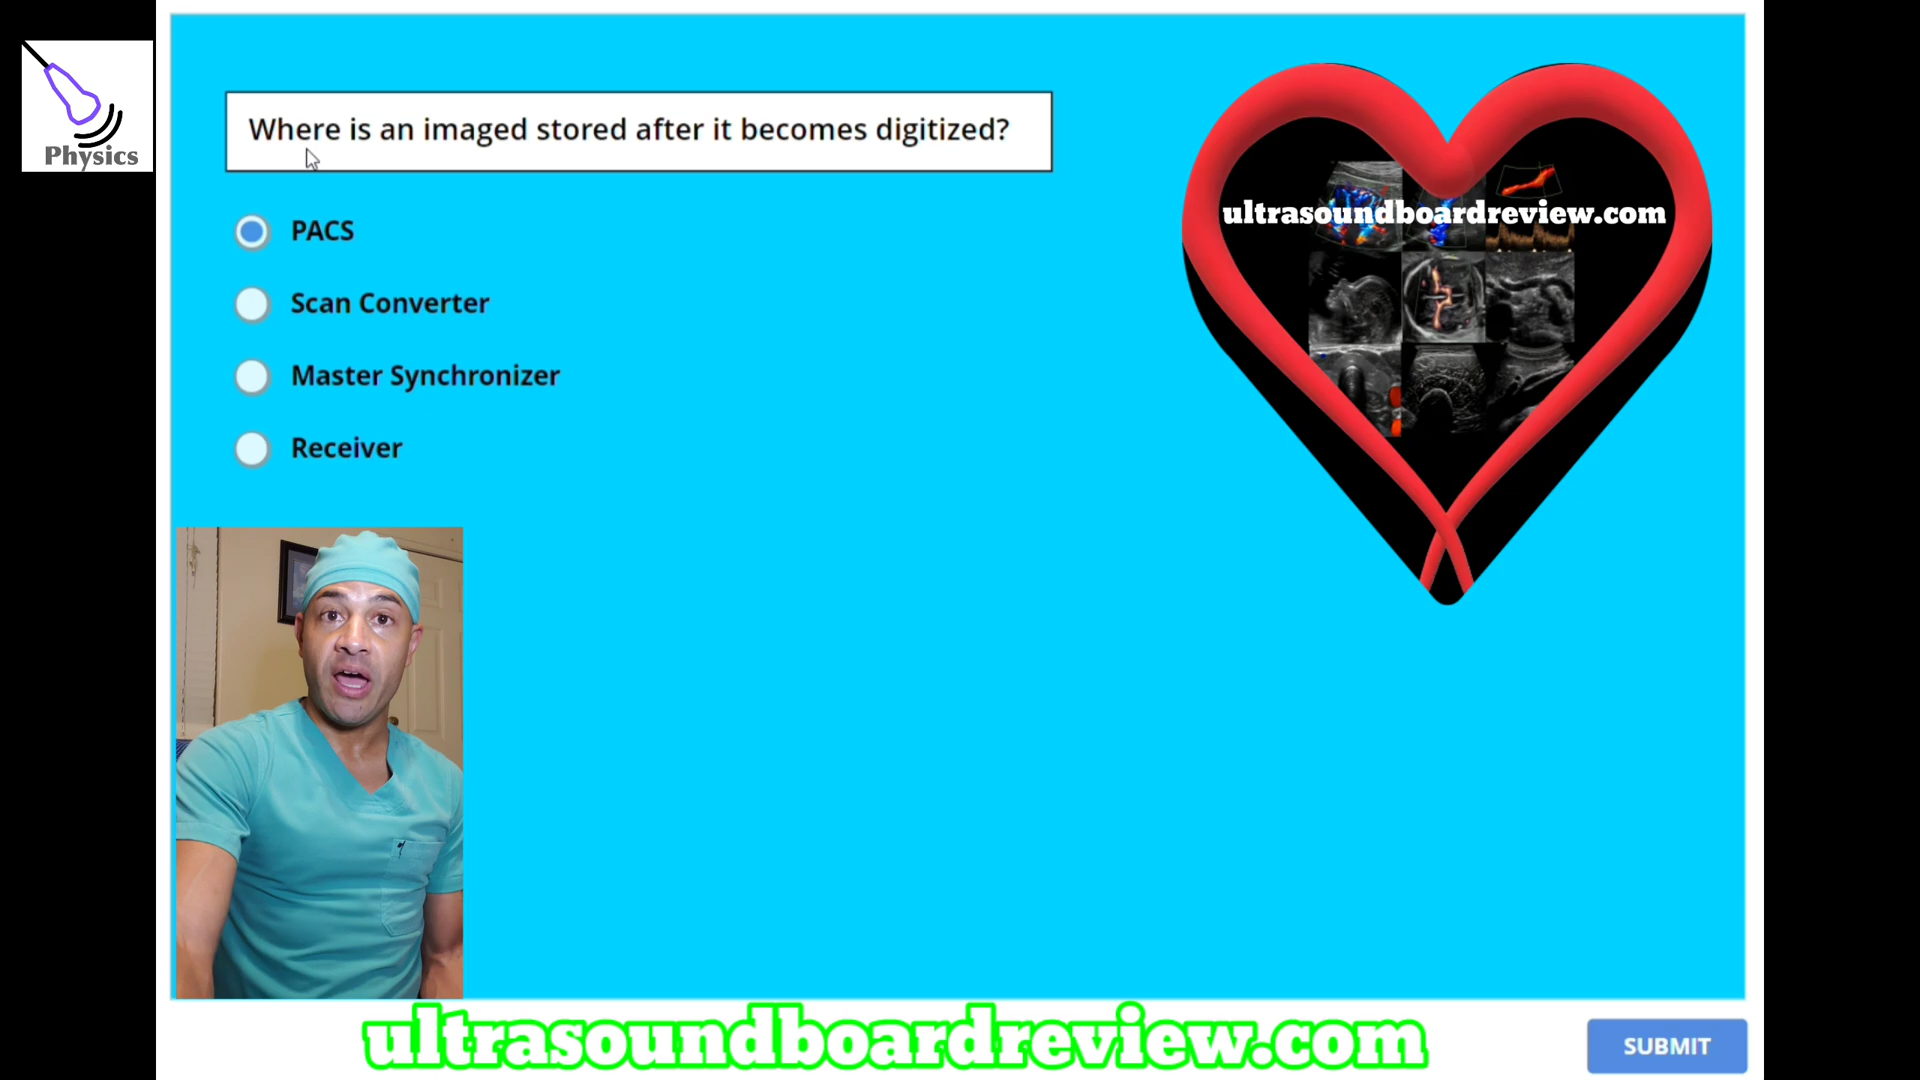 Physics
Where is an imaged stored after it becomes digitized?
PACS
Scan Converter
Master Synchronizer
Receiver
ultrasoundboardreview.com
ultrasoundboardreview.com
SUBMIT